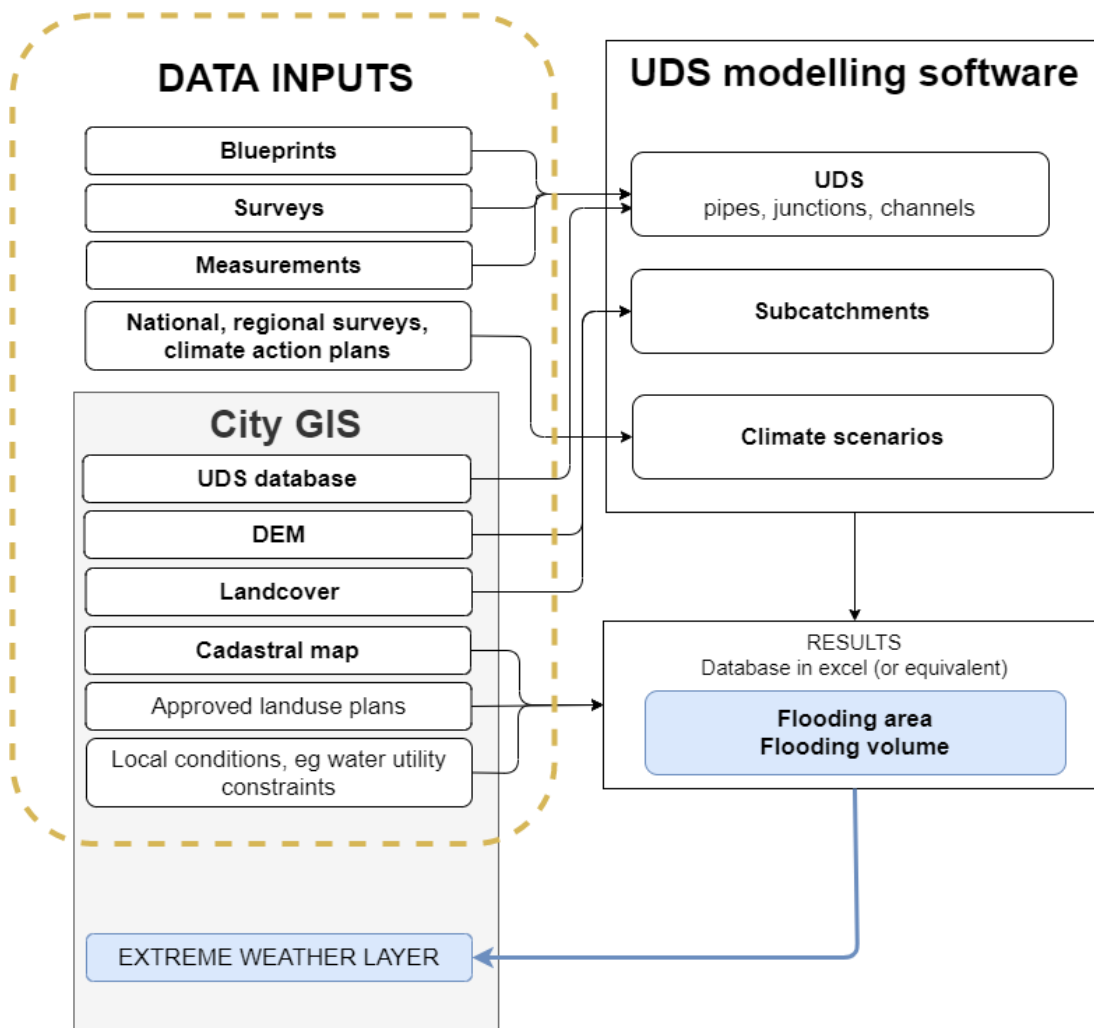 DATA INPUTS
Blueprints
Surveys
Measurements
National, regional surveys,
climate action plans
City GIS
UDS database
DEM
Landcover
Cadastral map
Approved landuse plans
Local conditions, eg water utility
constraints
EXTREME WEATHER LAYER
UDS modelling software
UDS
pipes, junctions, channels
Subcatchments
Climate scenarios
RESULTS
Database in excel (or equivalent)
Flooding area
Flooding volume